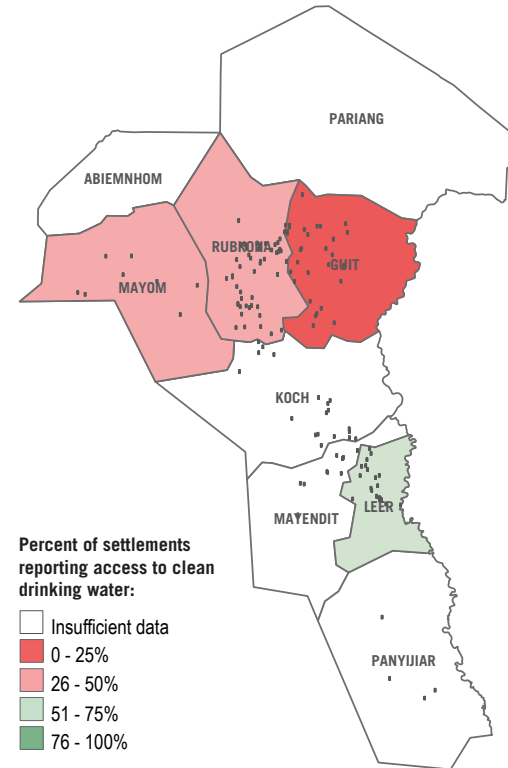 PARIANG
ABIEMNHOM
RUBKONA
GUIT
MAYOM
KOCH
LEER
MAYENDIT
Percent of settlements
reporting access to clean
drinking water:
Insufficient data
0 - 25%
26 - 50%
51 - 75%
76 - 100%
PANYIJIAR